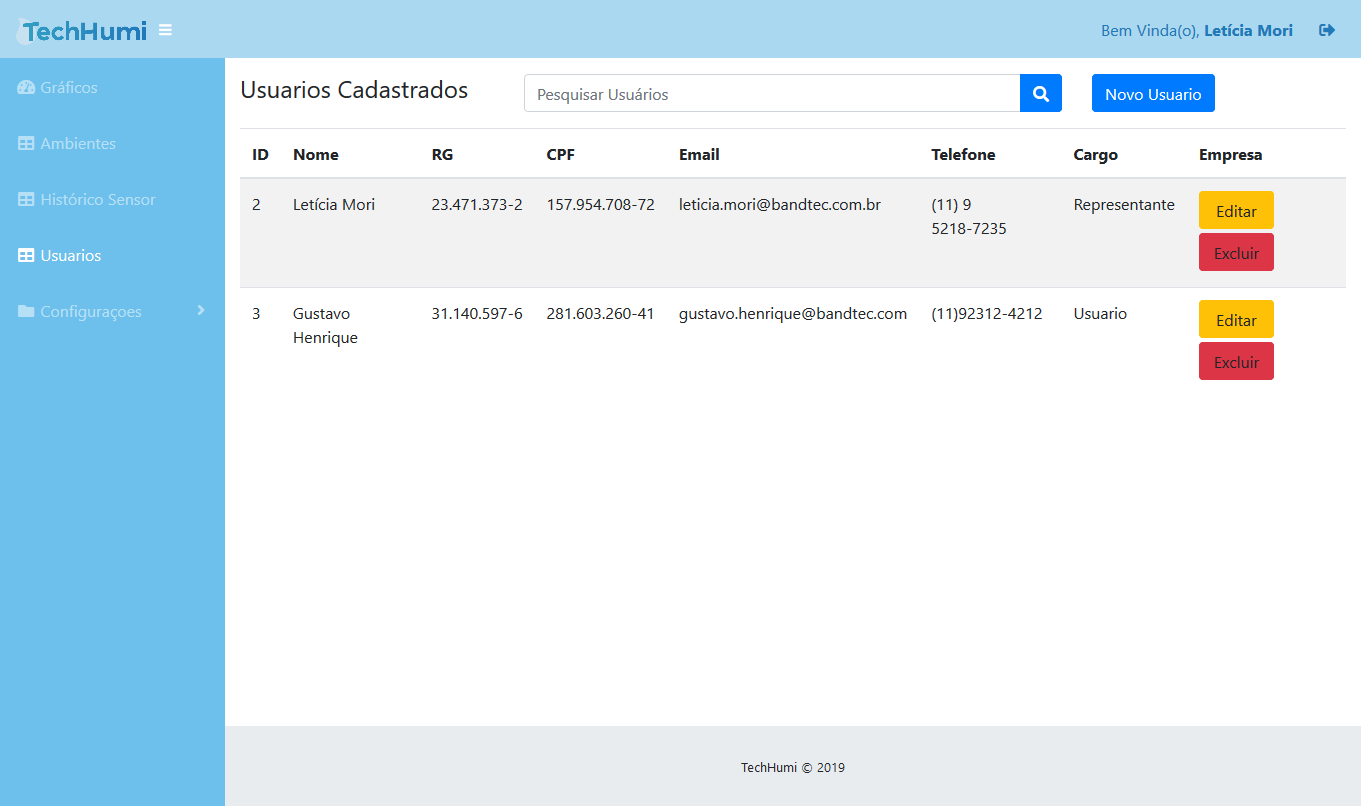 TechHumi
Bem Vinda(o), Letícia Mori
Gráficos
Ambientes
Histórico Sensor
Usuarios
Configuraçoes
Usuarios Cadastrados
Pesquisar Usuários
Novo Usuario
ID Nome RG CPF Email Telefone Cargo Empresa
2 Letícia Mori 23.471.373-2 157.954.708-72 leticia.mori@bandtec.com.br (11) 9 Representante Editar
5218-7235
Excluir
3 Gustavo 31.140.597-6 281.603.260-41 gustavo.henrique@bandtec.com (11)92312-4212 Usuario Editar
Henrique
Excluir
TechHumi © 2019